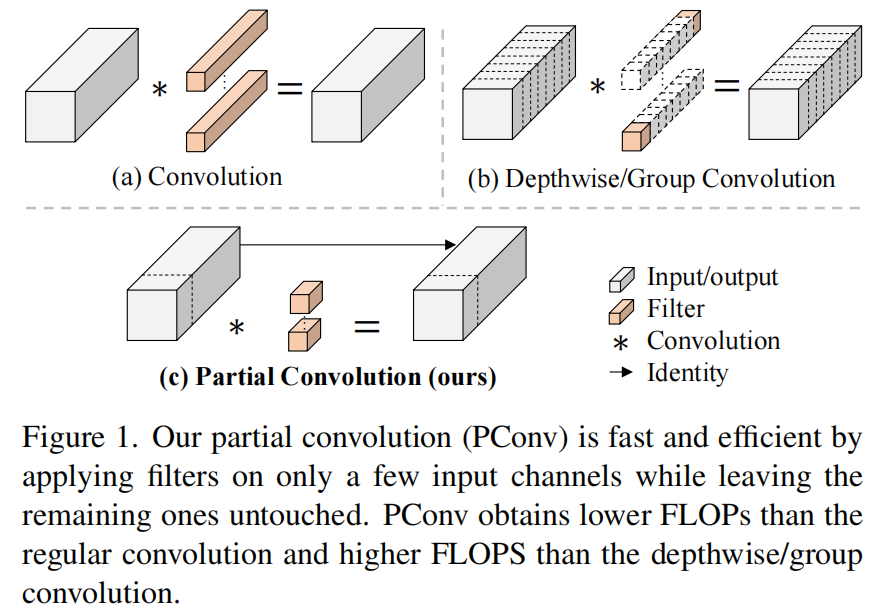 (a) Convolution
(b) Depthwise/Group Convolution
* =
* =
* =
(c) Partial Convolution (ours)
Input/output
Filter
* Convolution
Identity
Figure 1. Our partial convolution (PConv) is fast and efficient by
applying filters on only a few input channels while leaving the
remaining ones untouched. PConv obtains lower FLOPs than the
regular convolution and higher FLOPS than the depthwise/group
convolution.